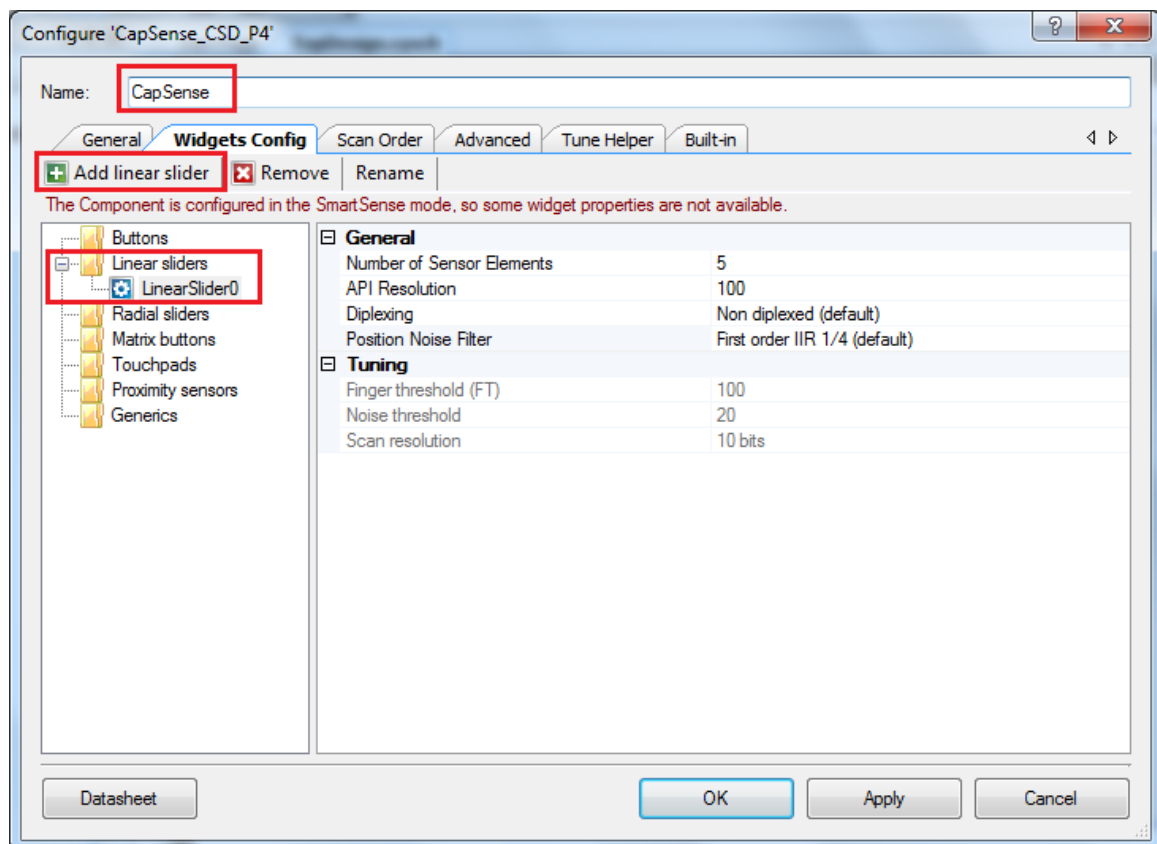 Configure 'CapSense_CSD_P4'
Name: CapSense
General Widgets Config Scan Order Advanced Tune Helper Built-in
Add linear slider Remove Rename
The Component is configured in the SmartSense mode, so some widget properties are not available.
Buttons
Linear sliders
LinearSlider0
Radial sliders
Matrix buttons
Touchpads
Proximity sensors
Generics
General
Number of Sensor Elements 5
API Resolution 100
Diplexing Non diplexed (default)
Position Noise Filter First order IIR 1/4 (default)
Tuning
Finger threshold (FT) 100
Noise threshold 20
Scan resolution 10 bits
Datasheet OK Apply Cancel